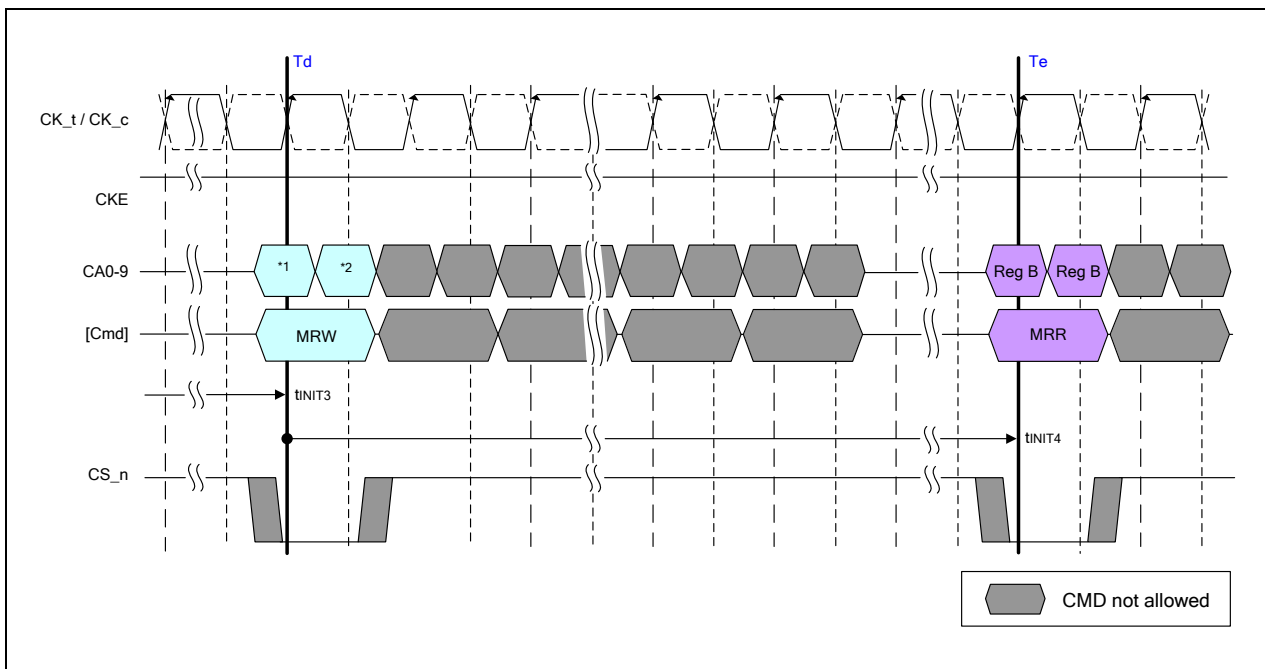 Td Te
CK_t / CK_c
CKE
CA0-9 *1 *2 Reg B Reg B
[Cmd] MRW MRR
tINIT3
tINIT4
CS_n
CMD not allowed